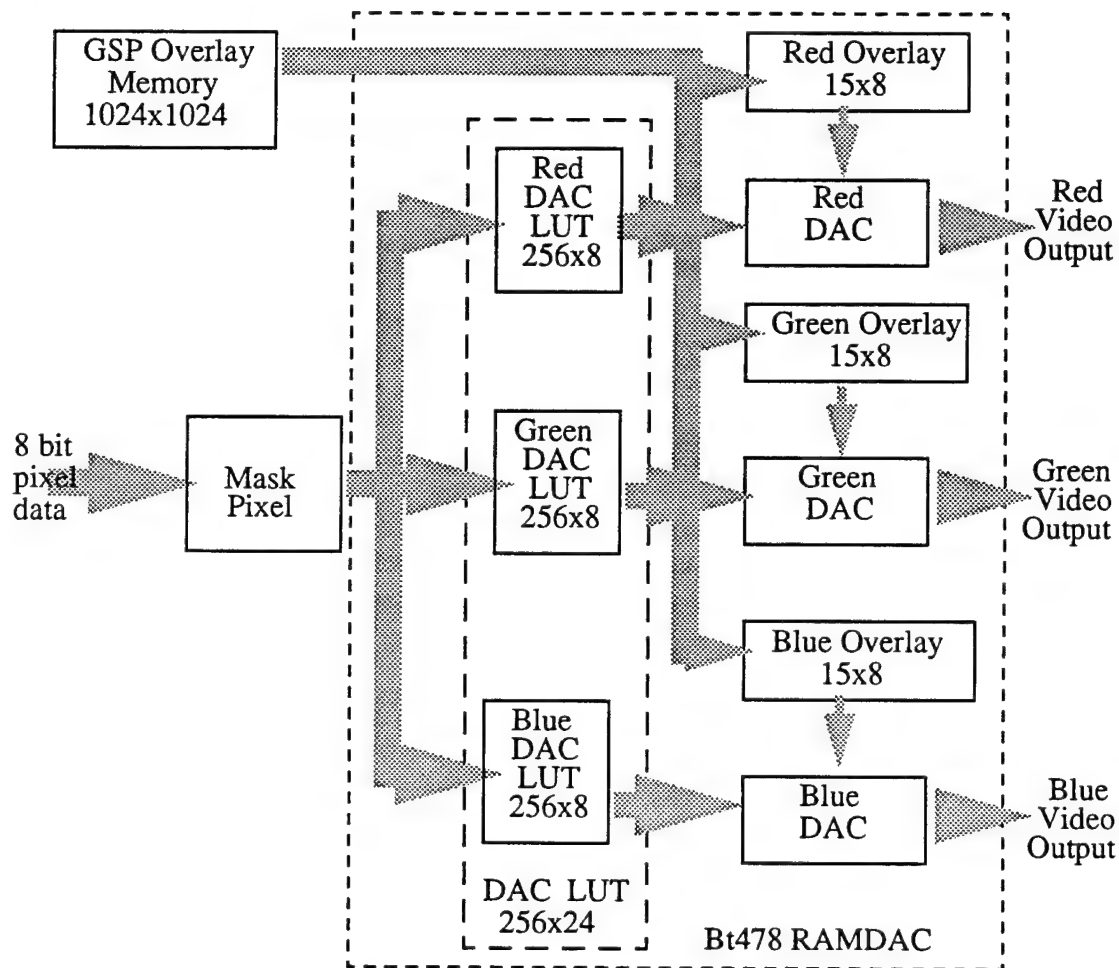 GSP Overlay
Memory
1024x1024
Red Overlay
15x8
Red
DAC
LUT
256x8
Red
DAC
Red
Video
Output
Green Overlay
15x8
8 bit
pixel
data
Mask
Pixel
Green
DAC
LUT
256x8
Green
DAC
Green
Video
Output
Blue Overlay
15x8
Blue
DAC
LUT
256x8
Blue
DAC
Blue
Video
Output
DAC LUT
256x24
Bt478 RAMDAC